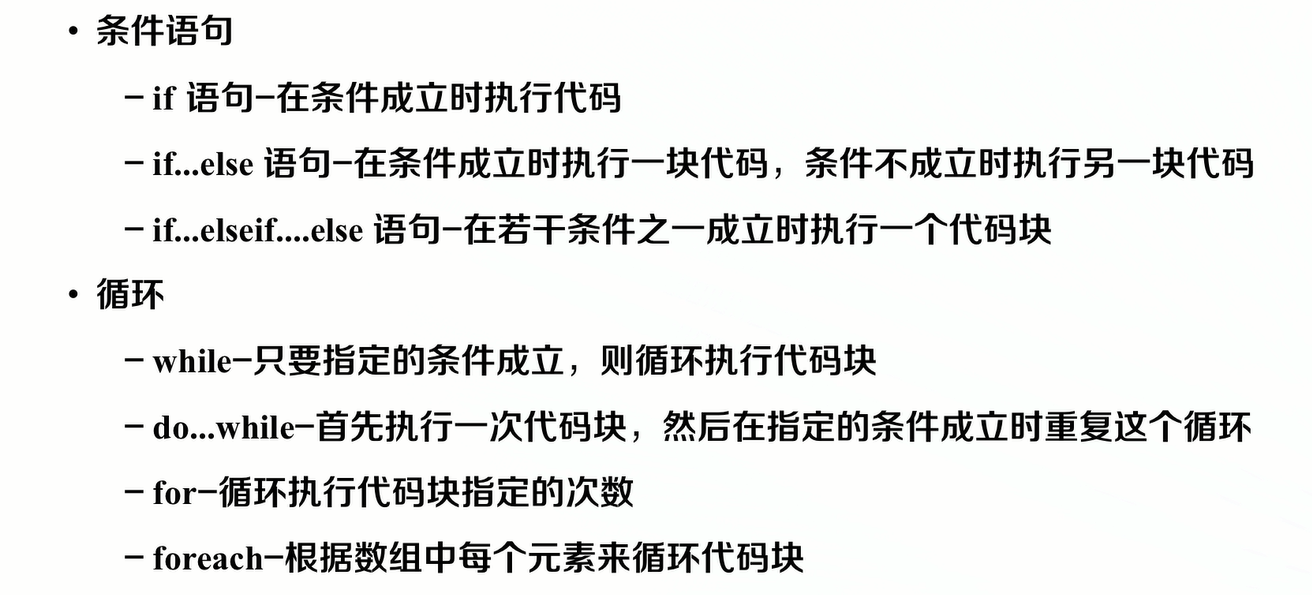 • 条件语句
– if 语句–在条件成立时执行代码
– if...else 语句–在条件成立时执行一块代码，条件不成立时执行另一块代码
– if...elseif....else 语句–在若干条件之一成立时执行一个代码块
• 循环
– while–只要指定的条件成立，则循环执行代码块
– do...while–首先执行一次代码块，然后在指定的条件成立时重复这个循环
– for–循环执行代码块指定的次数
– foreach–根据数组中每个元素来循环代码块